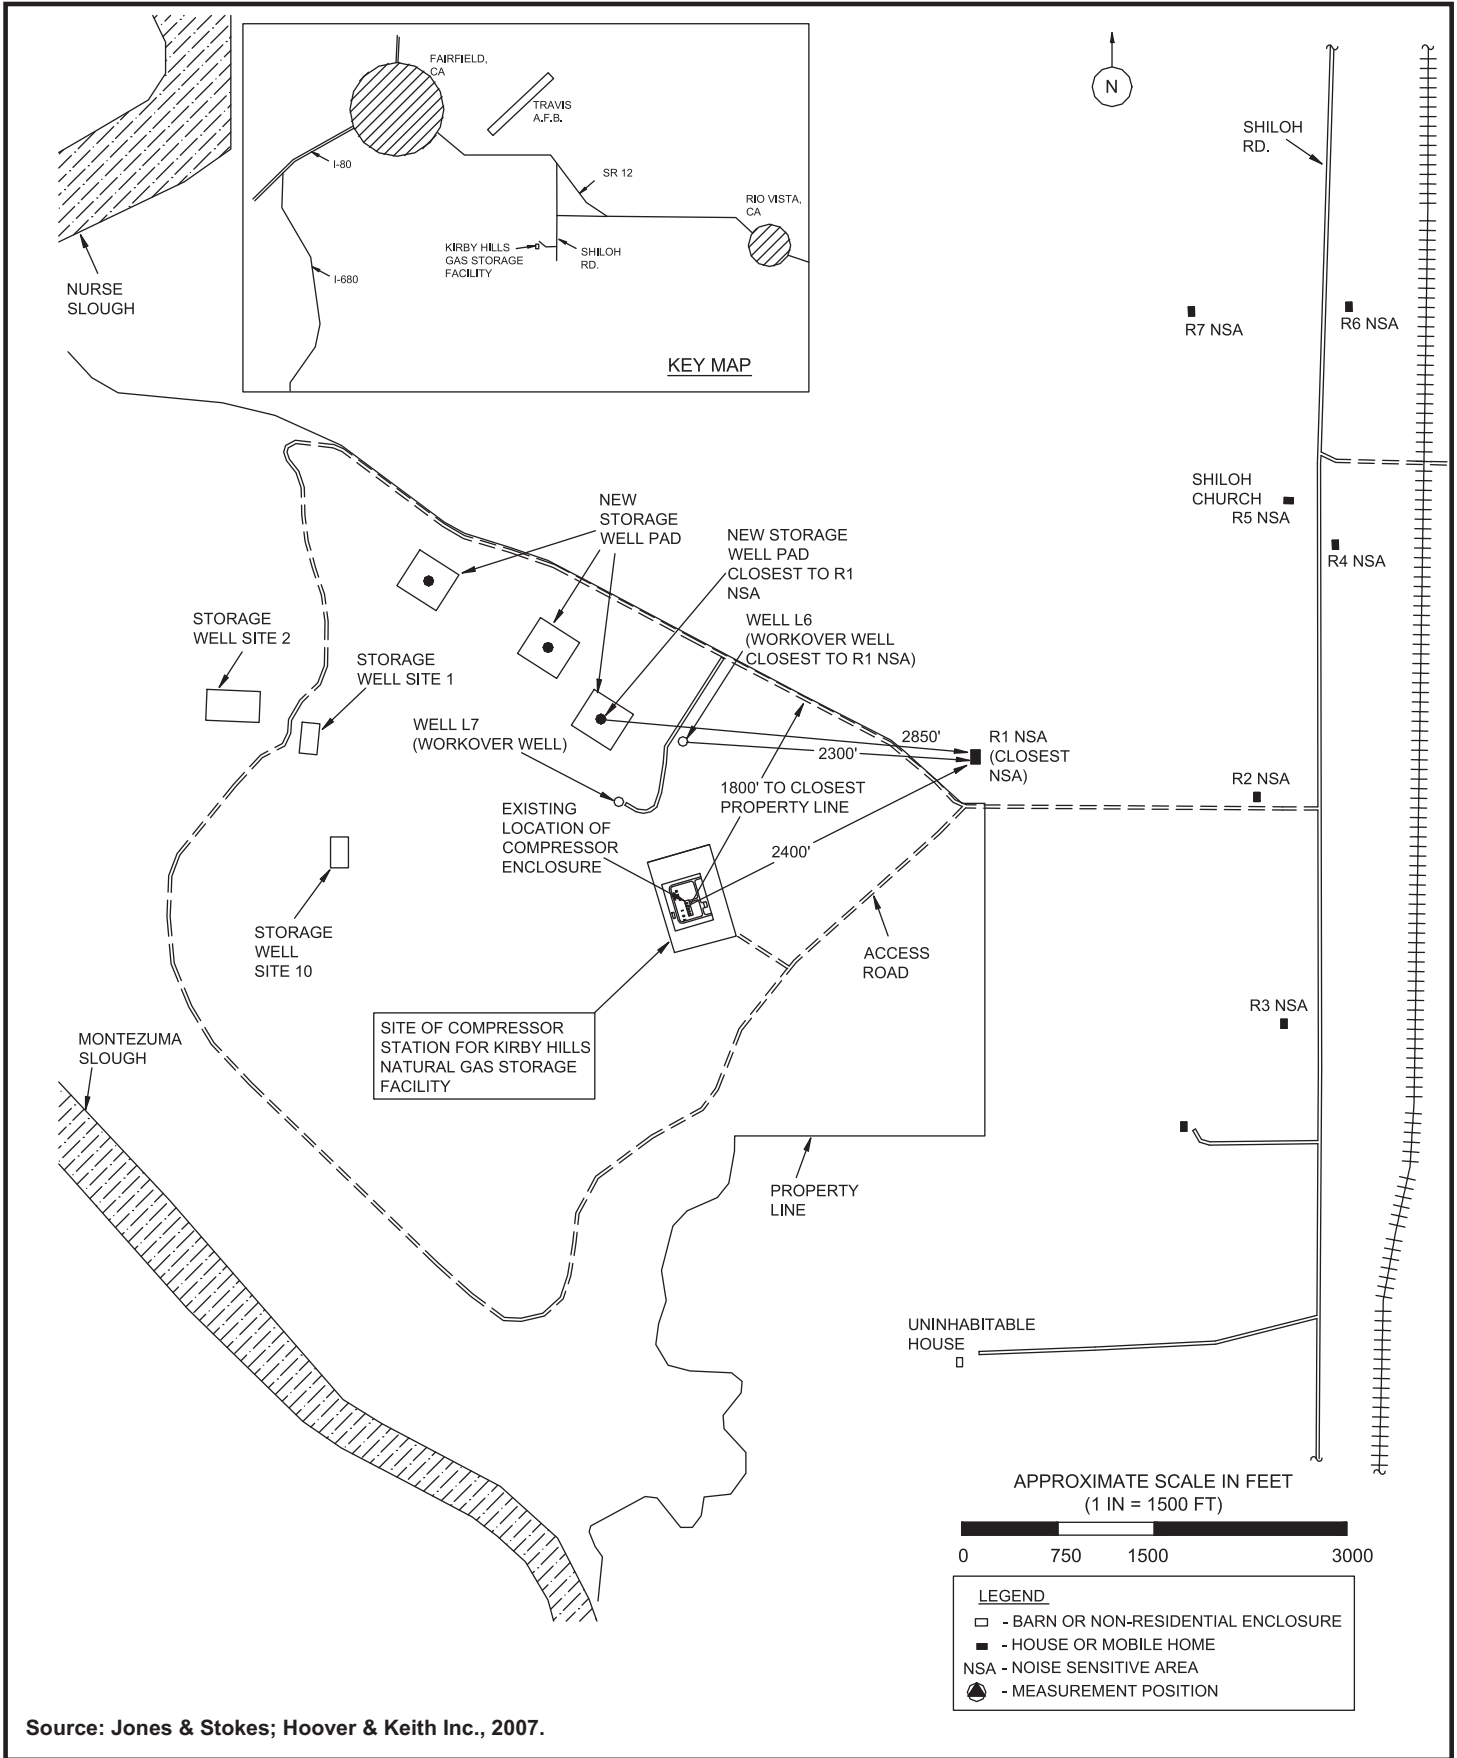 FAIRFIELD,
CA
TRAVIS
A.F.B.
I-80
SR 12
RIO VISTA,
CA
KIRBY HILLS
GAS STORAGE
FACILITY
SHILOH
RD.
I-680
KEY MAP
N
SHILOH
RD.
NURSE
SLOUGH
R7 NSA
R6 NSA
SHILOH
CHURCH
R5 NSA
R4 NSA
NEW
STORAGE
WELL PAD
NEW STORAGE
WELL PAD
CLOSEST TO R1
NSA
STORAGE
WELL SITE 2
STORAGE
WELL SITE 1
WELL L6
(WORKOVER WELL
CLOSEST TO R1 NSA)
WELL L7
(WORKOVER WELL)
2850'
2300'
R1 NSA
(CLOSEST
NSA)
R2 NSA
1800' TO CLOSEST
PROPERTY LINE
EXISTING
LOCATION OF
COMPRESSOR
ENCLOSURE
2400'
STORAGE
WELL
SITE 10
ACCESS
ROAD
R3 NSA
SITE OF COMPRESSOR
STATION FOR KIRBY HILLS
NATURAL GAS STORAGE
FACILITY
MONTEZUMA
SLOUGH
PROPERTY
LINE
UNINHABITABLE
HOUSE
APPROXIMATE SCALE IN FEET
(1 IN = 1500 FT)
0 750 1500 3000
LEGEND
- BARN OR NON-RESIDENTIAL ENCLOSURE
- HOUSE OR MOBILE HOME
NSA - NOISE SENSITIVE AREA
- MEASUREMENT POSITION
Source: Jones & Stokes; Hoover & Keith Inc., 2007.